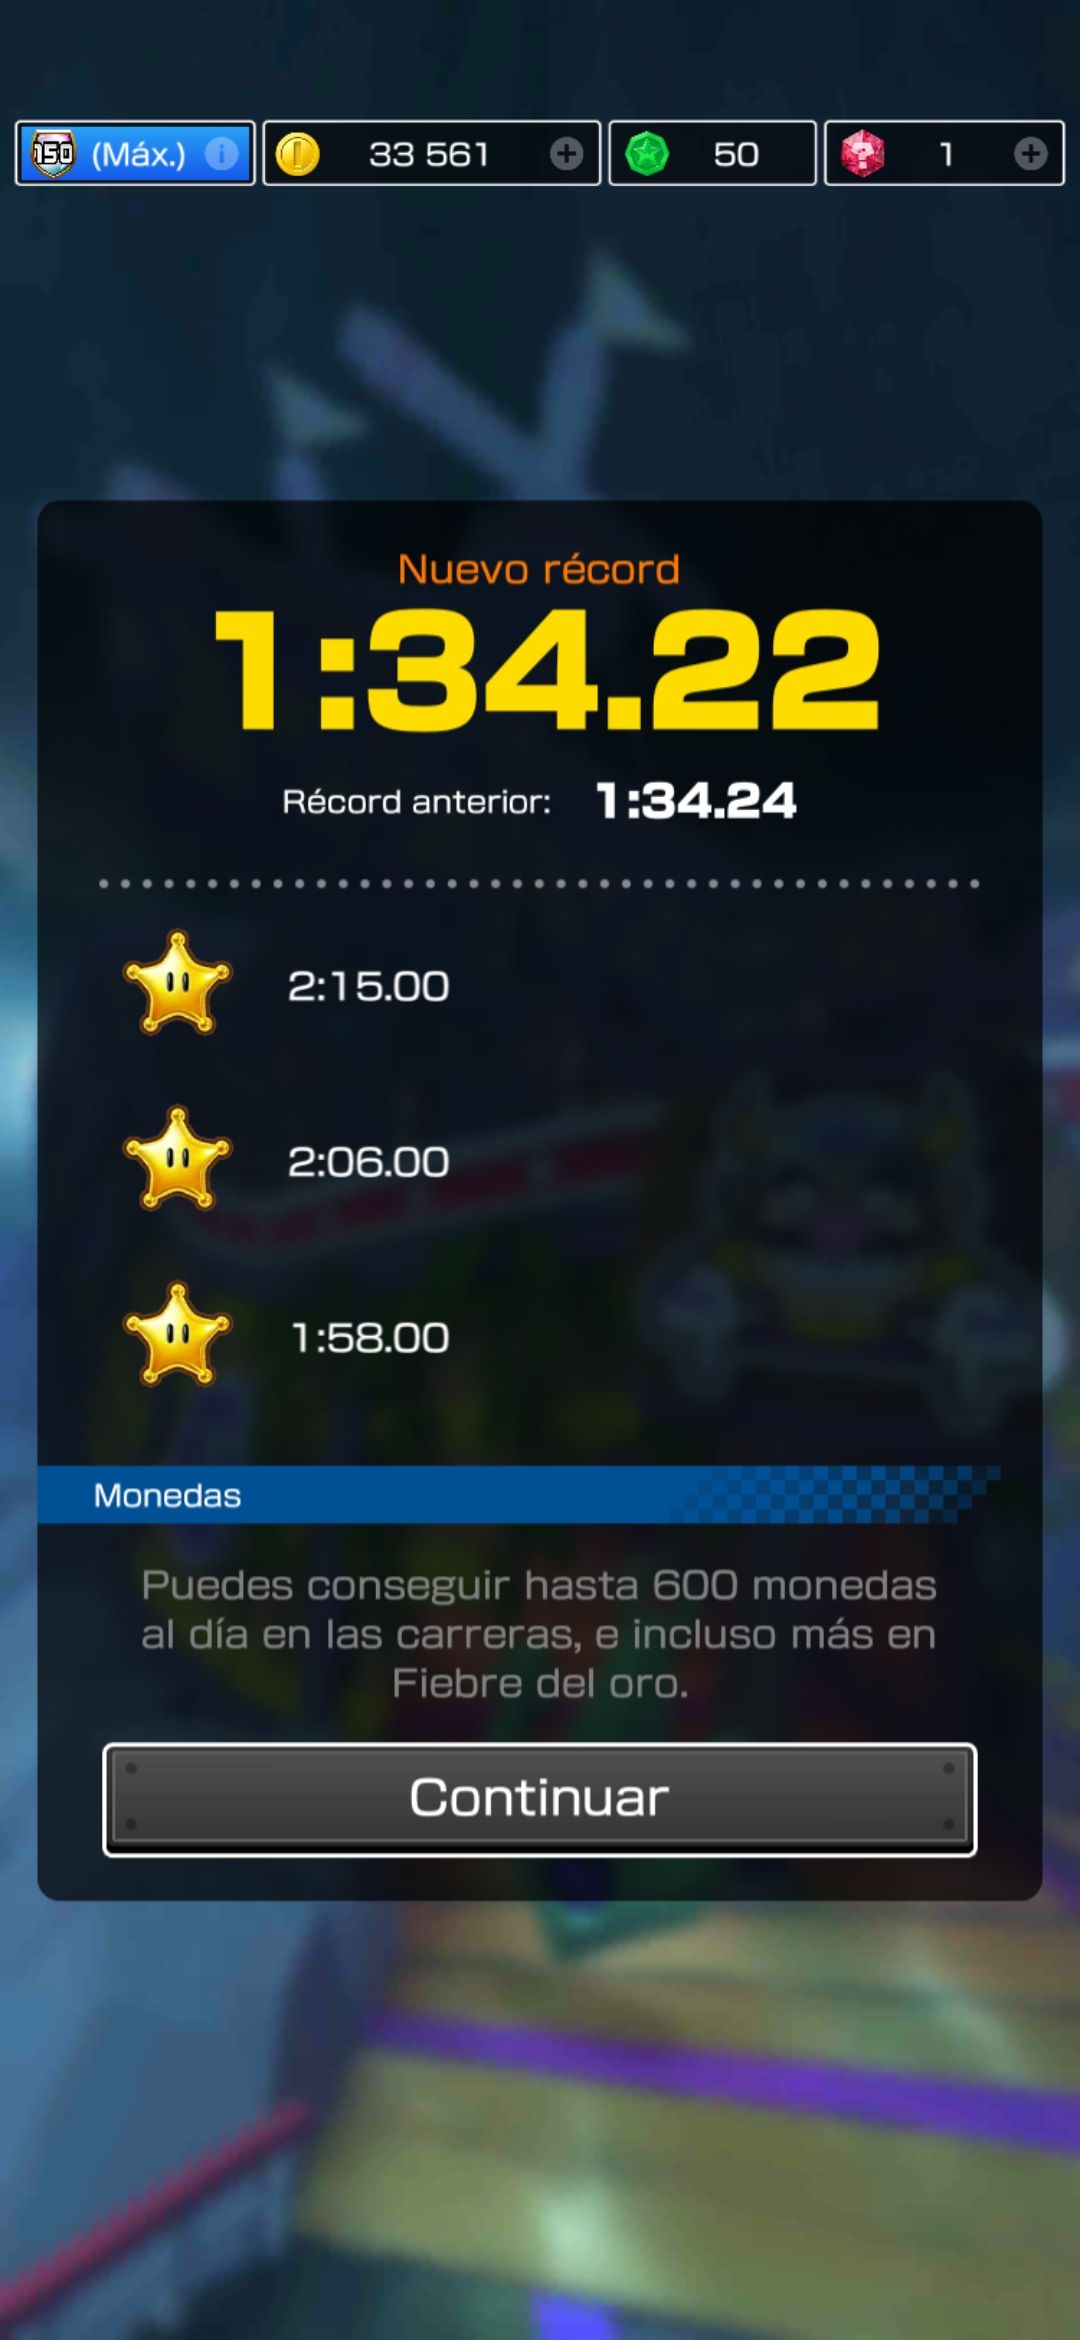 150 (Máx.) i 33 561 + 50 ? 1 +
Nuevo récord
1:34.22
Récord anterior: 1:34.24
2:15.00
2:06.00
1:58.00
Monedas
Puedes conseguir hasta 600 monedas
al día en las carreras, e incluso más en
Fiebre del oro.
Continuar